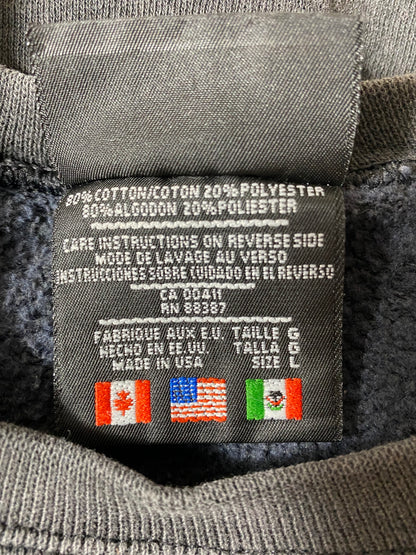 80% COTTON/COTON 20% POLYESTER
80% ALGODON 20% POLIESTER
CARE INSTRUCTIONS ON REVERSE SIDE
MODE DE LAVAGE AU VERSO
INSTRUCCIONES SOBRE CUIDADO EN EL REVERSO
CA 00411
RN 88387
FABRIQUE AUX E.U. TAILLE G
HECHO EN EE.UU. TALLA G
MADE IN USA SIZE L